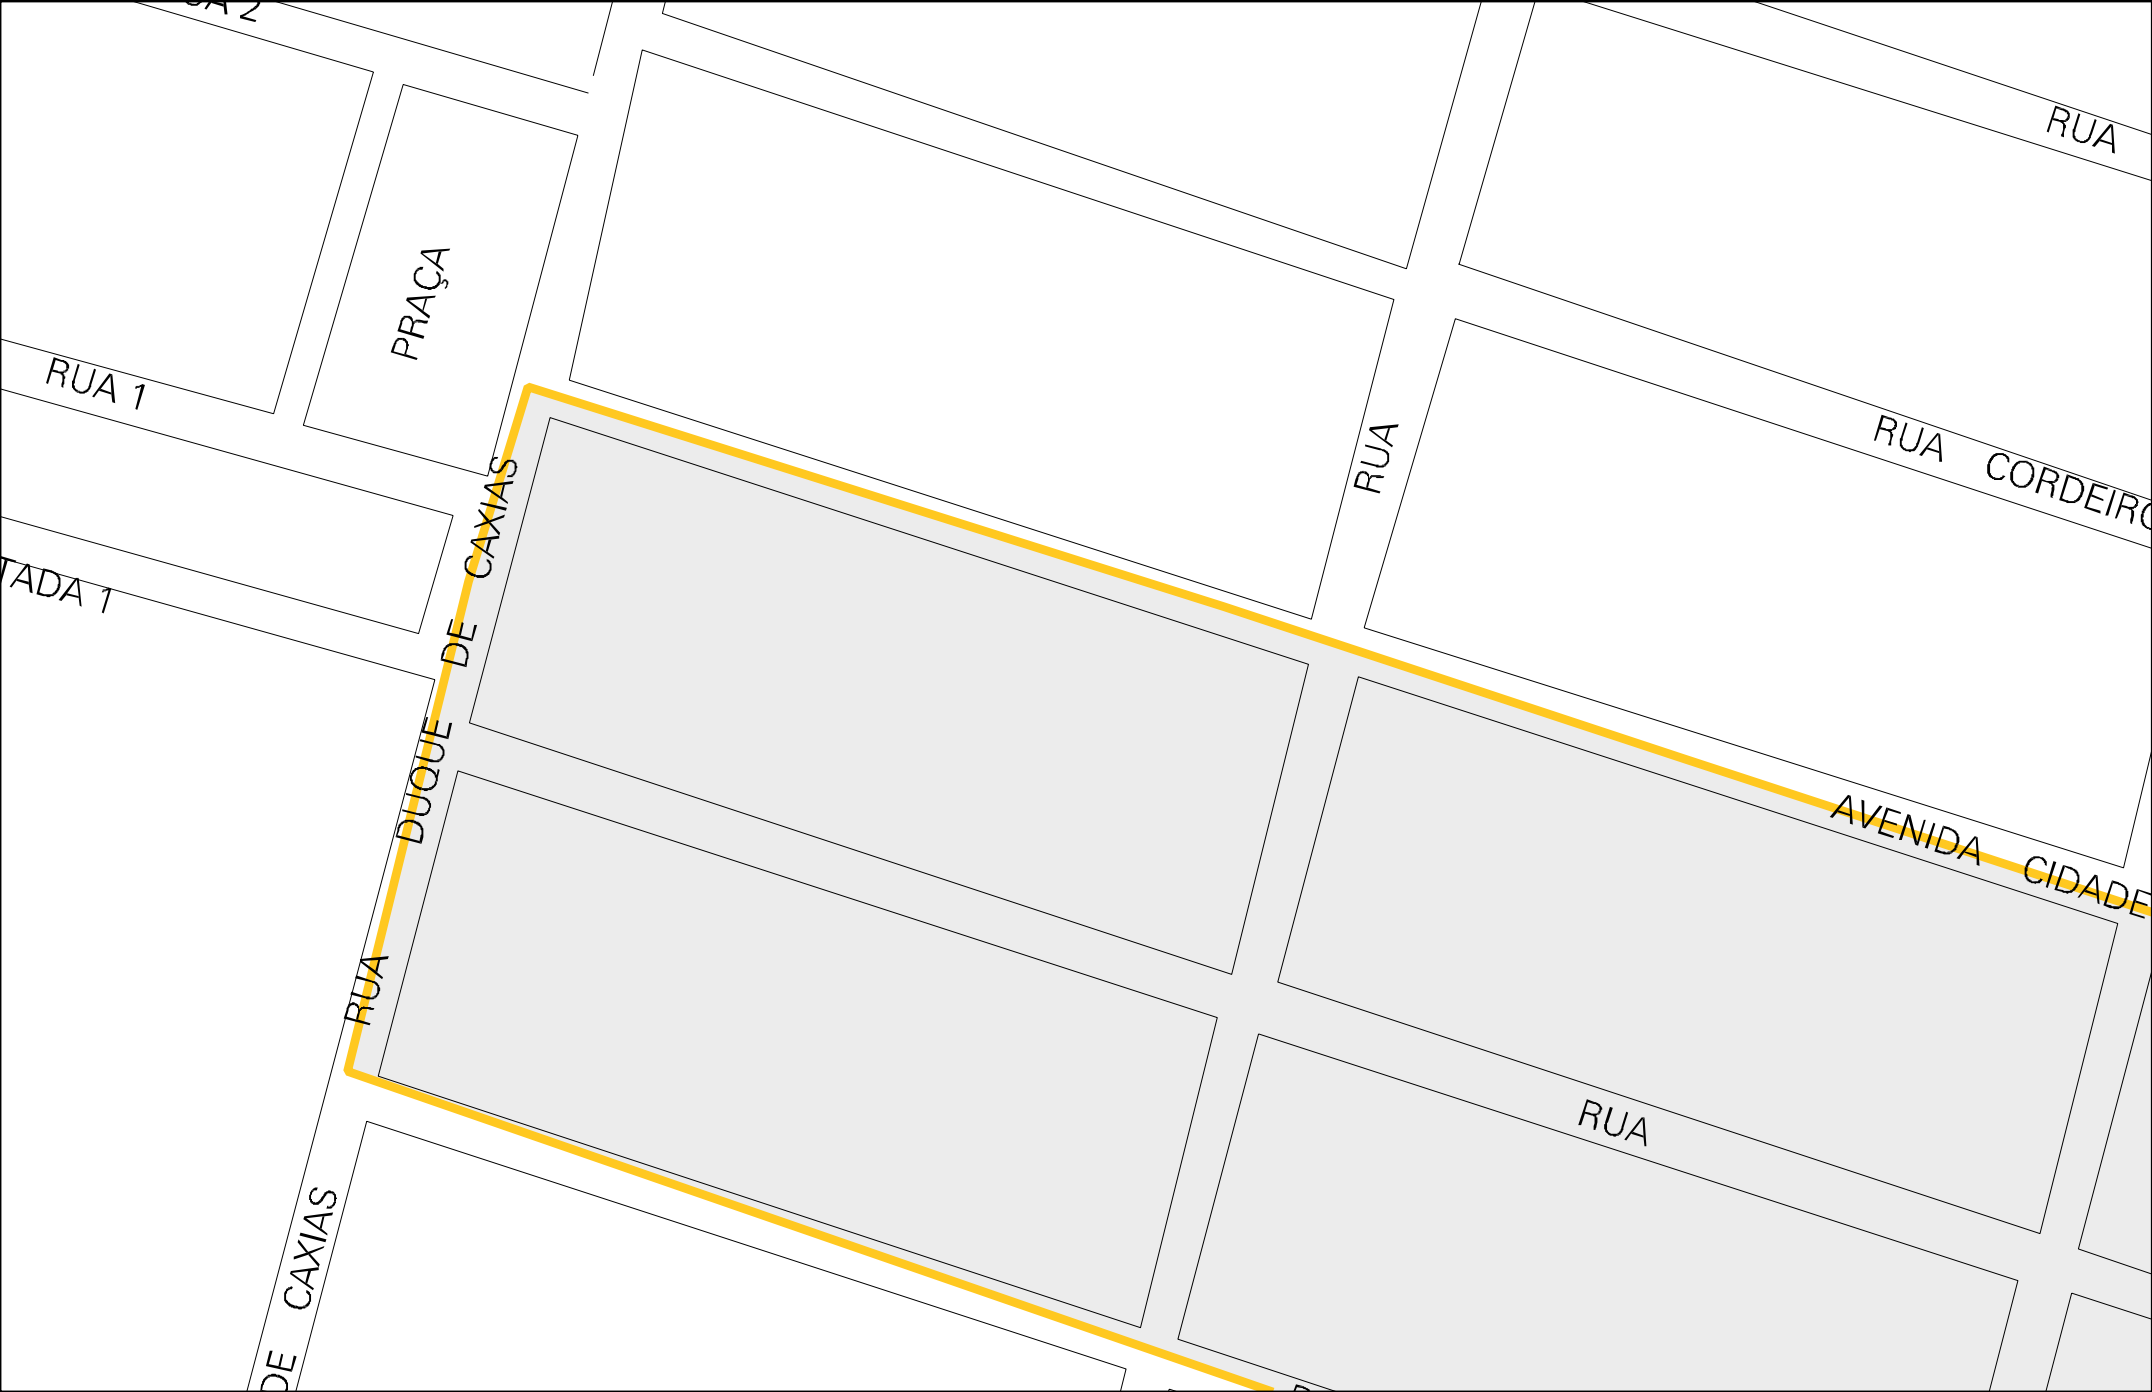 RUA
PRAÇA
RUA 1
RUA
RUA CORDEIRO
TADA 1
RUA DUQUE DE CAXIAS
AVENIDA CIDADE
RUA
DE CAXIAS